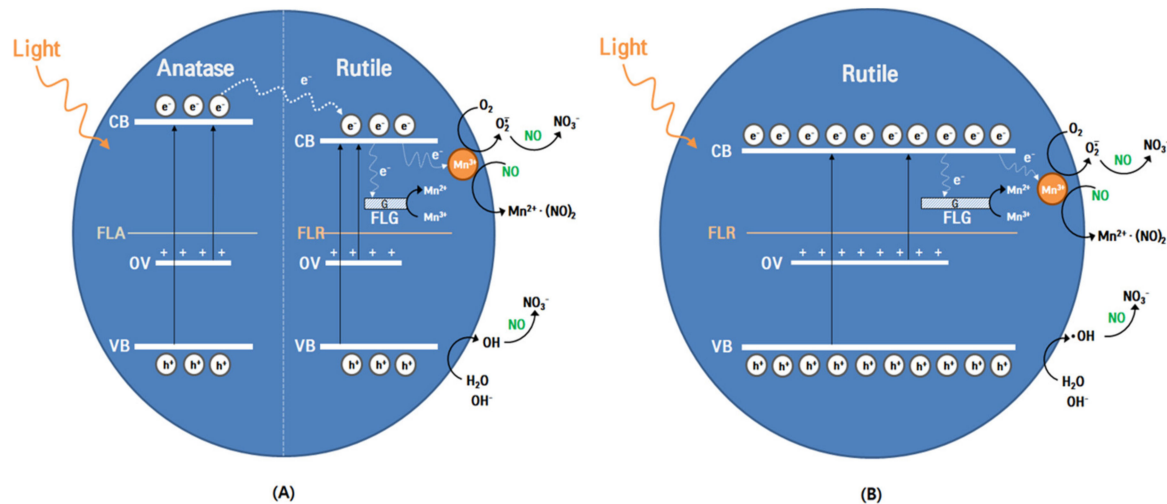 Light
Anatase
Rutile
e⁻
e⁻ e⁻ e⁻
CB
e⁻ e⁻ e⁻
e⁻
e⁻
Mn³⁺
O₂
O₂⁻
NO
NO₃⁻
NO
Mn²⁺·(NO)₂
G
FLG
Mn²⁺
Mn³⁺
FLA
FLR
+ + + +
OV
+ + + +
VB
VB
h⁺ h⁺ h⁺
h⁺ h⁺ h⁺
OH
NO
NO₃⁻
H₂O
OH⁻
(A)
Light
Rutile
e⁻ e⁻ e⁻ e⁻ e⁻ e⁻ e⁻ e⁻ e⁻ e⁻
CB
e⁻
e⁻
Mn³⁺
O₂
O₂⁻
NO
NO₃⁻
NO
Mn²⁺·(NO)₂
G
FLG
Mn²⁺
Mn³⁺
FLR
+ + + + + + + +
OV
VB
h⁺ h⁺ h⁺ h⁺ h⁺ h⁺ h⁺ h⁺ h⁺ h⁺
·OH
NO
NO₃⁻
H₂O
OH⁻
(B)
CB
OV